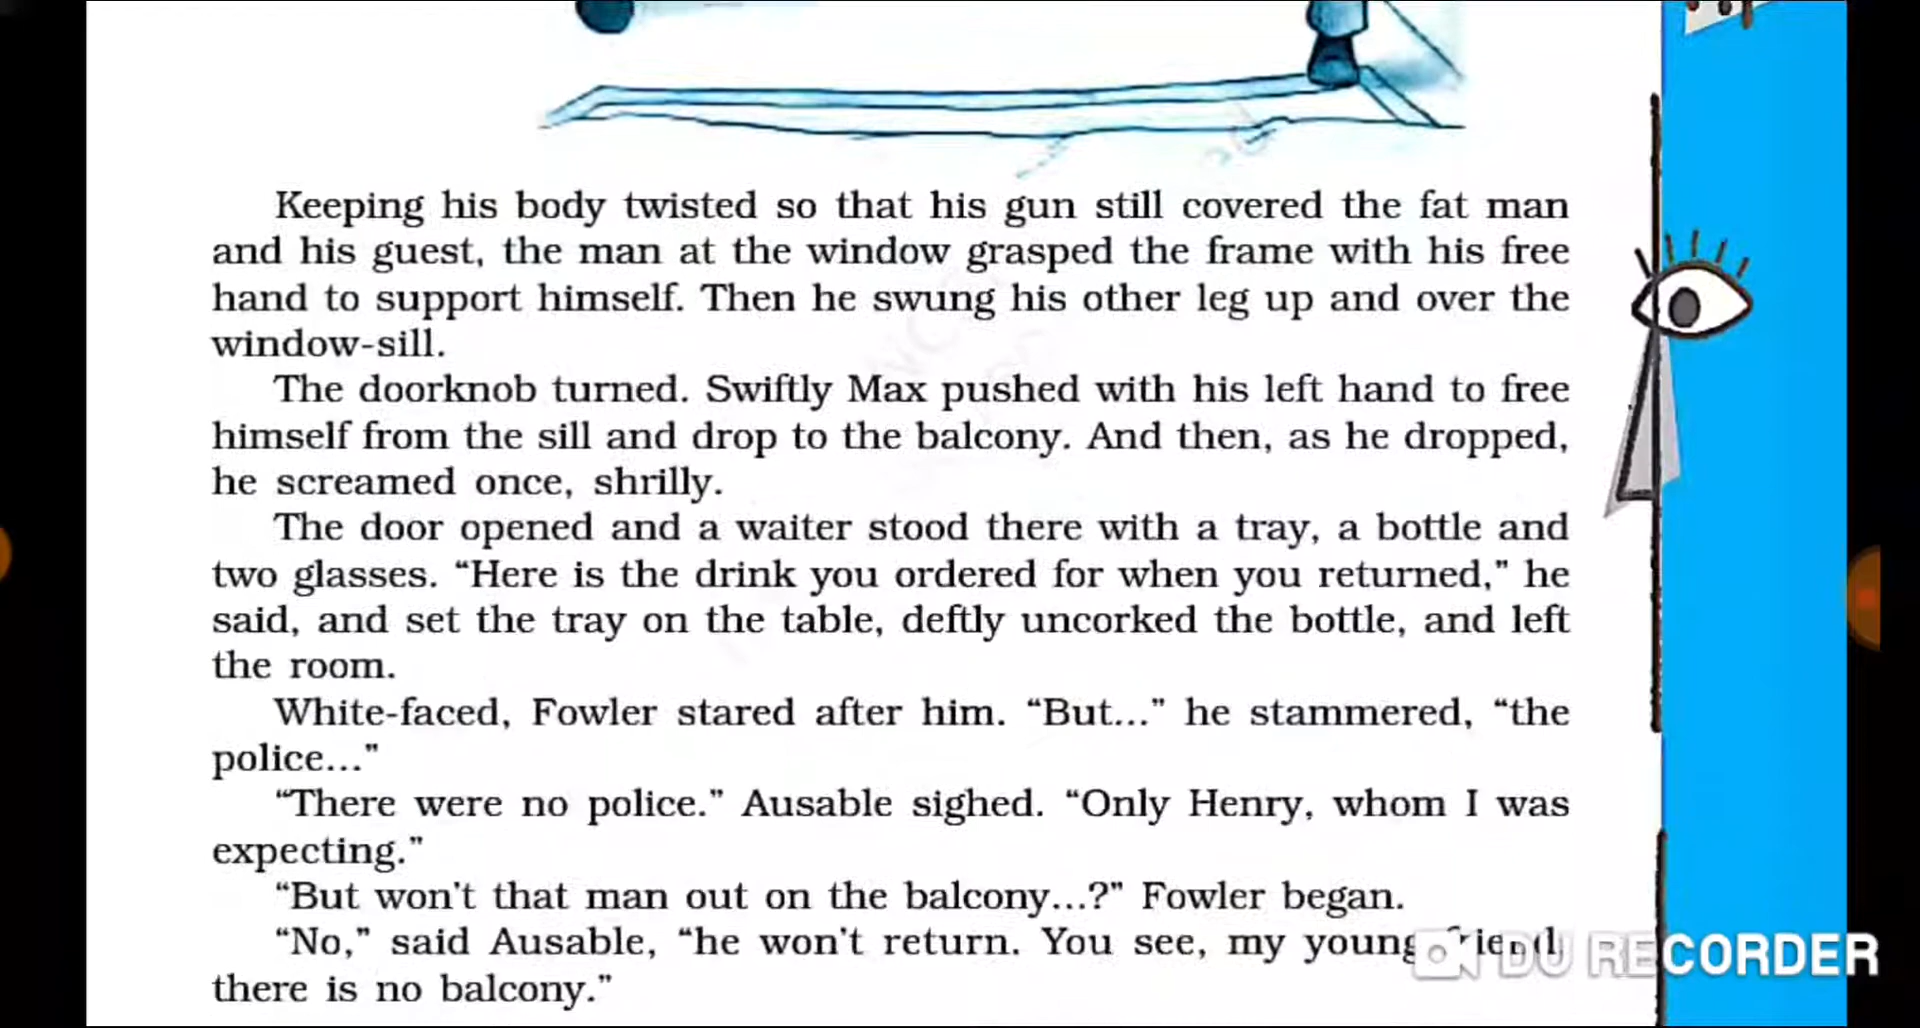 Keeping his body twisted so that his gun still covered the fat man
and his guest, the man at the window grasped the frame with his free
hand to support himself. Then he swung his other leg up and over the
window-sill.
The doorknob turned. Swiftly Max pushed with his left hand to free
himself from the sill and drop to the balcony. And then, as he dropped,
he screamed once, shrilly.
The door opened and a waiter stood there with a tray, a bottle and
two glasses. “Here is the drink you ordered for when you returned,” he
said, and set the tray on the table, deftly uncorked the bottle, and left
the room.
White-faced, Fowler stared after him. “But...” he stammered, “the
police...”
“There were no police.” Ausable sighed. “Only Henry, whom I was
expecting.”
“But won't that man out on the balcony...?” Fowler began.
“No,” said Ausable, “he won't return. You see, my young friend,
there is no balcony.”
DU RECORDER